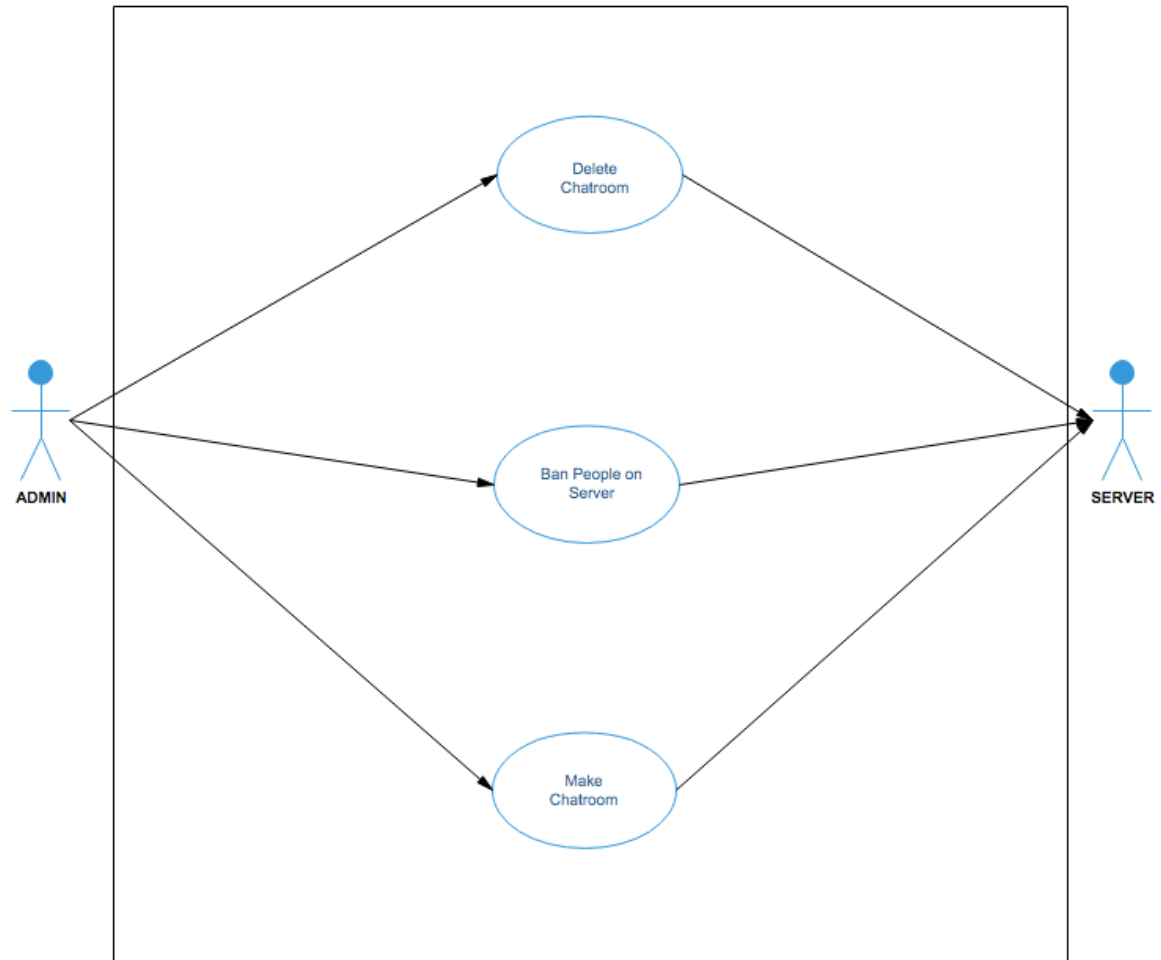 Delete
Chatroom
ADMIN
Ban People on
Server
SERVER
Make
Chatroom